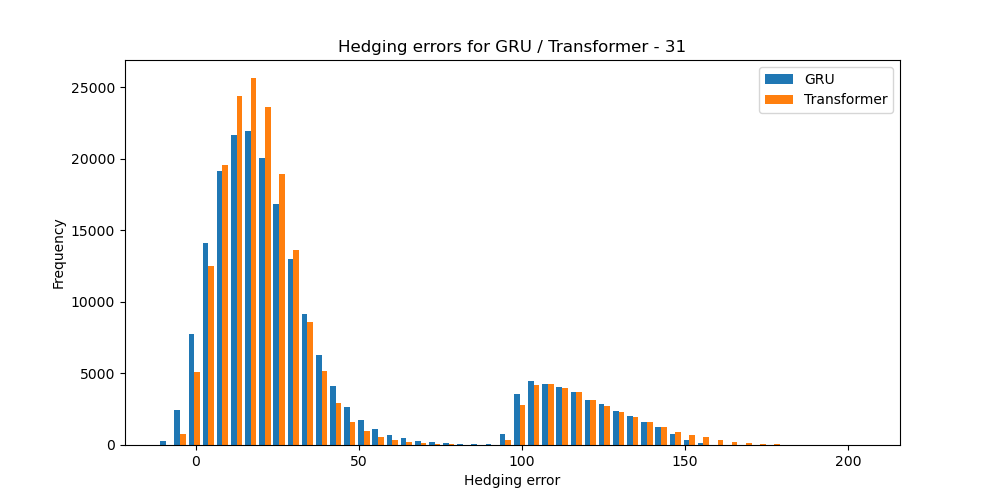 Hedging errors for GRU / Transformer - 31
GRU
Transformer
25000
20000
15000
10000
5000
0
Frequency
0 50 100 150 200
Hedging error